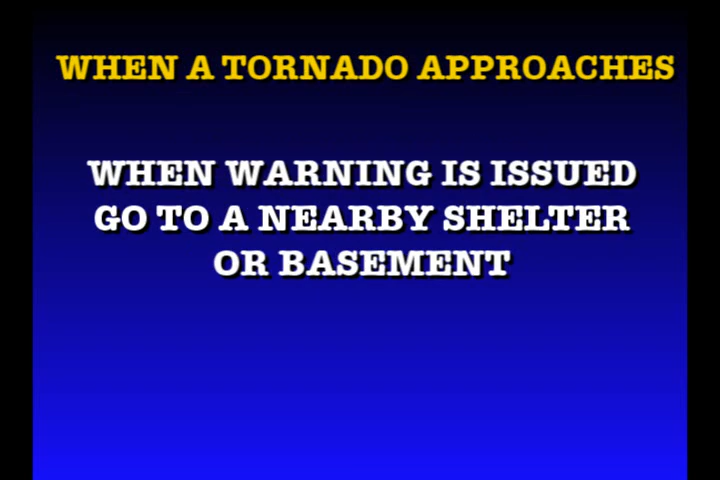 WHEN A TORNADO APPROACHES
WHEN WARNING IS ISSUED
GO TO A NEARBY SHELTER
OR BASEMENT